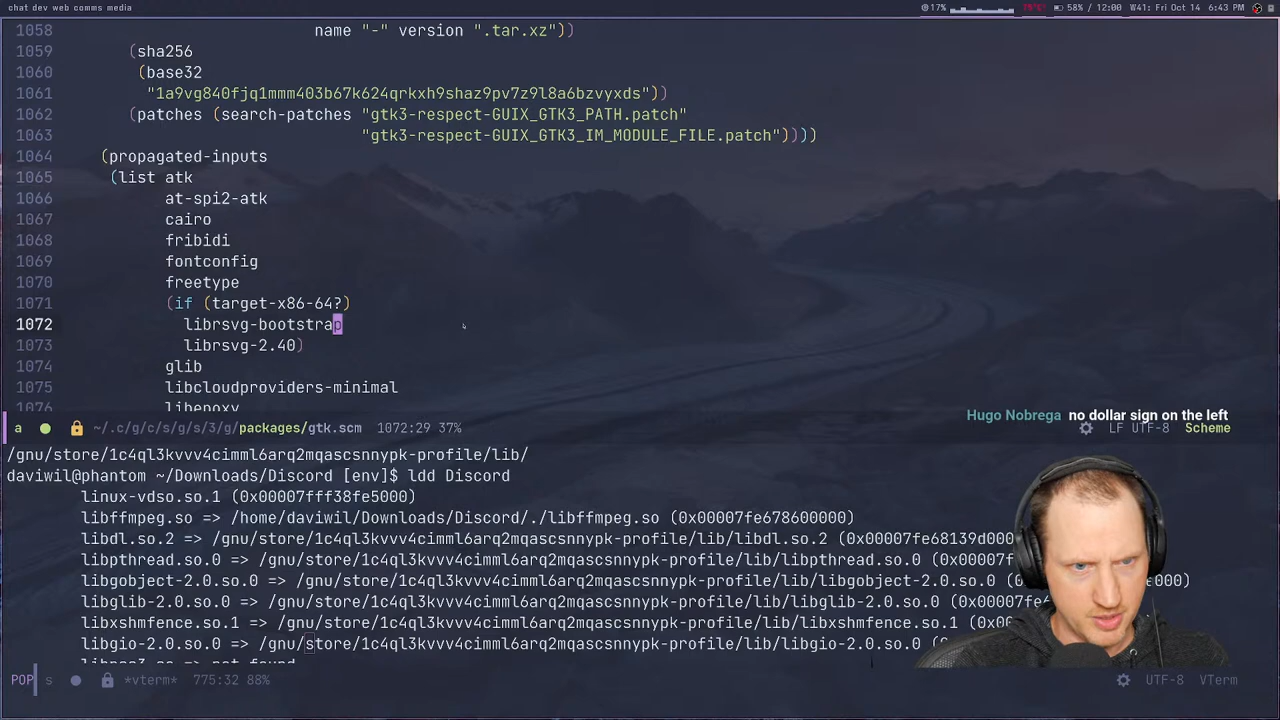 chat dev web comms media
17%
58% / 12:00 W41: Fri Oct 14 6:43 PM
1058 name "-" version ".tar.xz"))
1059 (sha256
1060 (base32
1061 "1a9vg840fjq1mmm403b67k624qrkxh9shaz9pv7z9l8a6bzvyxds"))
1062 (patches (search-patches "gtk3-respect-GUIX_GTK3_PATH.patch"
1063 "gtk3-respect-GUIX_GTK3_IM_MODULE_FILE.patch"))))
1064 (propagated-inputs
1065 (list atk
1066 at-spi2-atk
1067 cairo
1068 fribidi
1069 fontconfig
1070 freetype
1071 (if (target-x86-64?)
1072 librsvg-bootstrap
1073 librsvg-2.40)
1074 glib
1075 libcloudproviders-minimal
1076 libepoxy
Hugo Nobrega no dollar sign on the left
a ~/.c/g/c/s/g/s/3/g/packages/gtk.scm 1072:29 37% LF UTF-8 Scheme
/gnu/store/1c4ql3kvvv4cimml6arq2mqascsnnypk-profile/lib/
daviwil@phantom ~/Downloads/Discord [env]$ ldd Discord
linux-vdso.so.1 (0x00007fff38fe5000)
libffmpeg.so => /home/daviwil/Downloads/Discord/./libffmpeg.so (0x00007fe678600000)
libdl.so.2 => /gnu/store/1c4ql3kvvv4cimml6arq2mqascsnnypk-profile/lib/libdl.so.2 (0x00007fe68139d00
libpthread.so.0 => /gnu/store/1c4ql3kvvv4cimml6arq2mqascsnnypk-profile/lib/libpthread.so.0 (0x00007f
libgobject-2.0.so.0 => /gnu/store/1c4ql3kvvv4cimml6arq2mqascsnnypk-profile/lib/libgobject-2.0.so.0 (0x0000 e000)
libglib-2.0.so.0 => /gnu/store/1c4ql3kvvv4cimml6arq2mqascsnnypk-profile/lib/libglib-2.0.so.0 (0x00007fe
libxshmfence.so.1 => /gnu/store/1c4ql3kvvv4cimml6arq2mqascsnnypk-profile/lib/libxshmfence.so.1 (0x00
libgio-2.0.so.0 => /gnu/store/1c4ql3kvvv4cimml6arq2mqascsnnypk-profile/lib/libgio-2.0.so.0
POP s *vterm* 775:32 88% UTF-8 VTerm